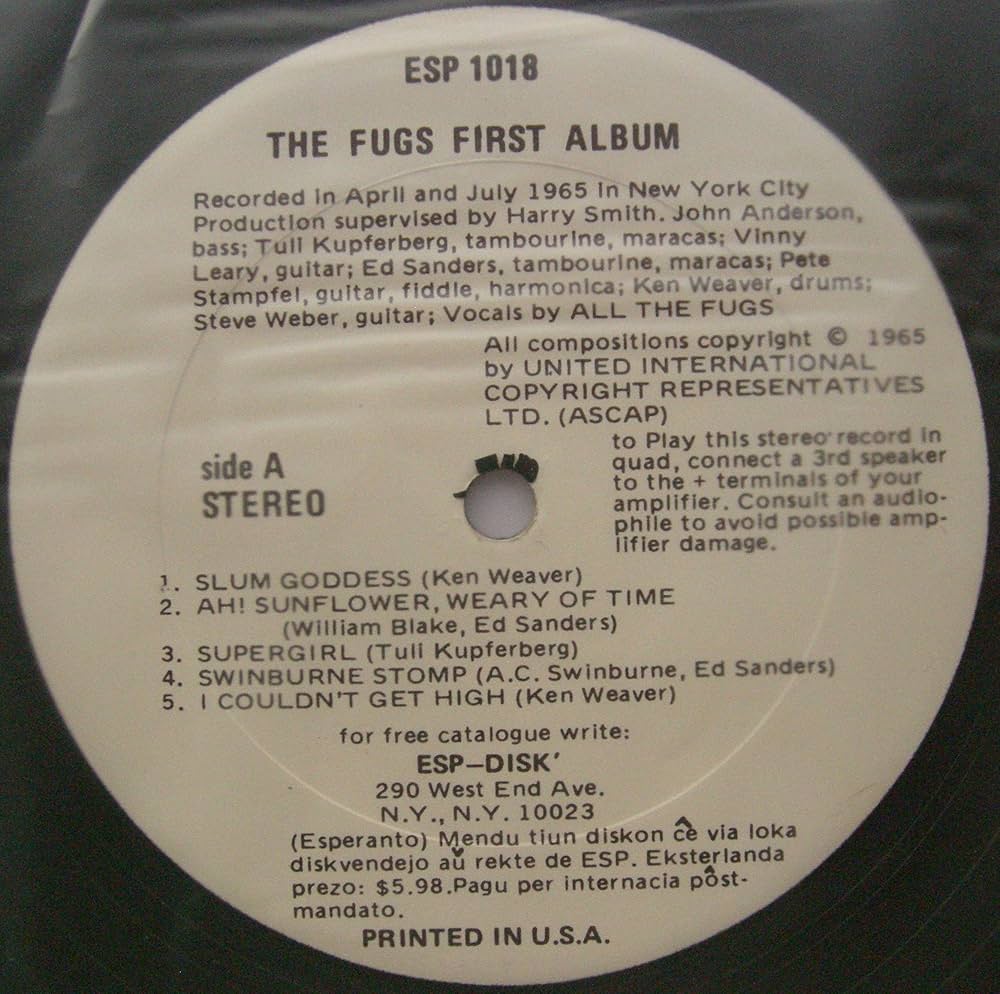 ESP 1018
THE FUGS FIRST ALBUM
Recorded in April and July 1965 in New York City
Production supervised by Harry Smith. John Anderson,
bass; Tuli Kupferberg, tambourine, maracas; Vinny
Leary, guitar; Ed Sanders, tambourine, maracas; Pete
Stampfel, guitar, fiddle, harmonica; Ken Weaver, drums;
Steve Weber, guitar; Vocals by ALL THE FUGS
All compositions copyright © 1965
by UNITED INTERNATIONAL
COPYRIGHT REPRESENTATIVES
LTD. (ASCAP)
to Play this stereo record in
quad, connect a 3rd speaker
to the + terminals of your
amplifier. Consult an audio-
phile to avoid possible amp-
lifier damage.
side A
STEREO
1. SLUM GODDESS (Ken Weaver)
2. AH! SUNFLOWER, WEARY OF TIME
(William Blake, Ed Sanders)
3. SUPERGIRL (Tuli Kupferberg)
4. SWINBURNE STOMP (A.C. Swinburne, Ed Sanders)
5. I COULDN'T GET HIGH (Ken Weaver)
for free catalogue write:
ESP-DISK'
290 West End Ave.
N.Y., N.Y. 10023
(Esperanto) Mendu tiun diskon ĉe via loka
diskvendejo aŭ rekte de ESP. Eksterlanda
prezo: $5.98.Pagu per internacia pôst-
mandato.
PRINTED IN U.S.A.